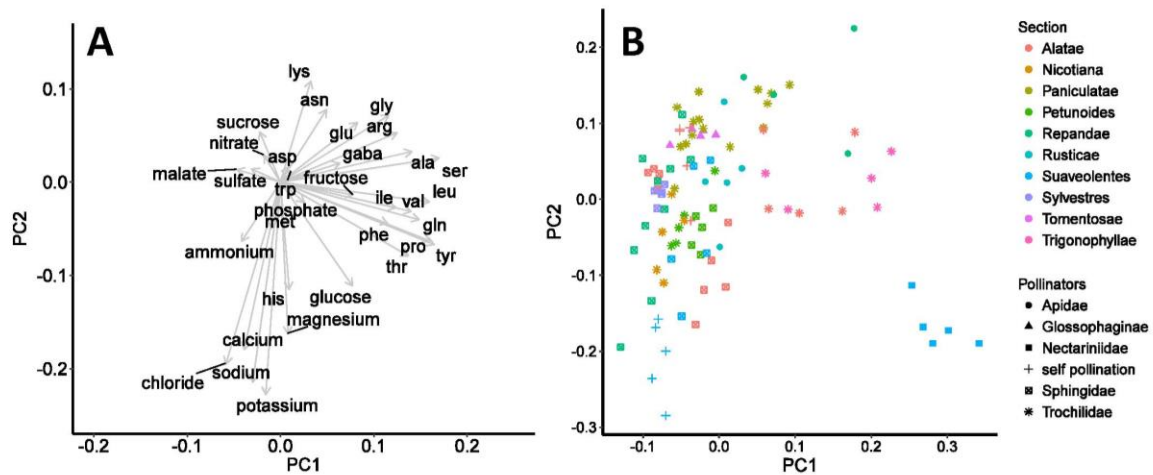 A
PC2
0.1
0.0
-0.1
-0.2
-0.2
-0.1
0.0
0.1
0.2
PC1
lys
asn
gly
sucrose
glu
arg
nitrate
asp
gaba
malate
ala
ser
sulfate
trp
fructose
leu
ile
val
phosphate
met
gln
ammonium
phe
pro
tyr
thr
his
glucose
magnesium
calcium
chloride
sodium
potassium
B
PC2
0.2
0.1
0.0
-0.1
-0.2
-0.3
-0.1
0.0
0.1
0.2
0.3
PC1
Section
Alatae
Nicotiana
Paniculatae
Petunoides
Repandae
Rusticae
Suaveolentes
Sylvestres
Tomentosae
Trigonophyllae
Pollinators
Apidae
Glossophaginae
Nectariniidae
self pollination
Sphingidae
Trochilidae